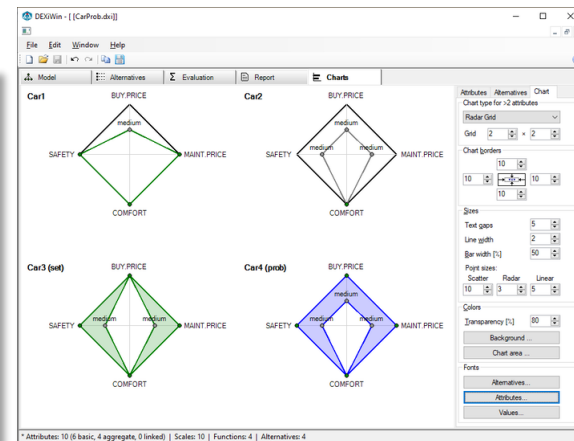 DEXiWin - [ [CarProb.dxi]]
File Edit Window Help
Model Alternatives Σ Evaluation Report Charts
Car1 BUY.PRICE
medium
SAFETY MAINT.PRICE
COMFORT
Car2 BUY.PRICE
medium
SAFETY medium medium MAINT.PRICE
COMFORT
Car3 (set) BUY.PRICE
SAFETY medium medium MAINT.PRICE
COMFORT
Car4 (prob) BUY.PRICE
medium
SAFETY medium medium MAINT.PRICE
COMFORT
Attributes Alternatives Chart
Chart type for >2 attributes
Radar Grid
Grid 2 × 2
Chart borders
10
10 10
10
Sizes
Text gaps 5
Line width 2
Bar width [%] 50
Point sizes:
Scatter Radar Linear
10 3 5
Colors
Transparency [%] 80
Background ...
Chart area ...
Fonts
Alternatives...
Attributes...
Values...
* Attributes: 10 (6 basic, 4 aggregate, 0 linked) | Scales: 10 | Functions: 4 | Alternatives: 4